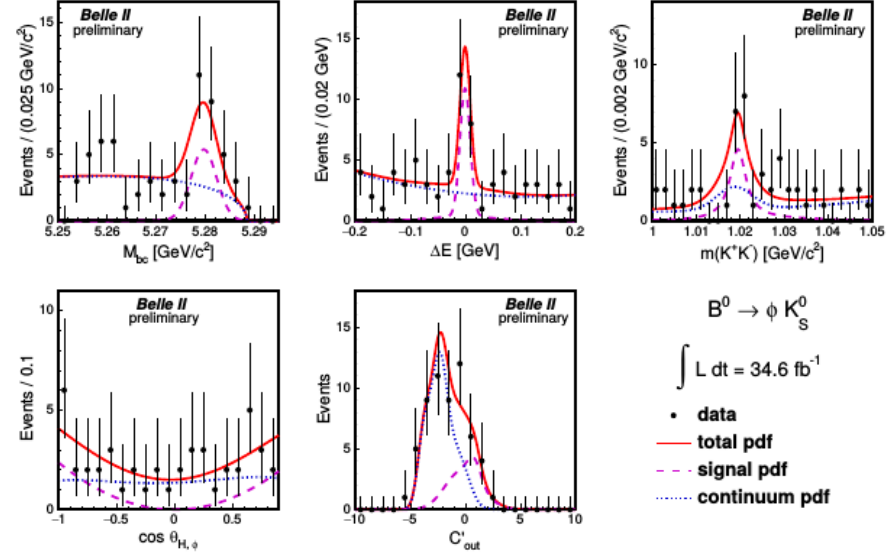 Belle II
preliminary
Events / (0.025 GeV/c²)
15
10
5
0
5.25 5.26 5.27 5.28 5.29
M_bc [GeV/c²]
Belle II
preliminary
Events / (0.02 GeV)
15
10
5
0
−0.2 −0.1 0 0.1 0.2
ΔE [GeV]
Belle II
preliminary
Events / (0.002 GeV/c²)
10
5
0
1 1.01 1.02 1.03 1.04 1.05
m(K⁺K⁻) [GeV/c²]
Belle II
preliminary
Events / 0.1
10
5
0
−1 −0.5 0 0.5
cos θ_H, ϕ
Belle II
preliminary
Events
15
10
5
0
−10 −5 0 5 10
C'_out
B⁰ → ϕ K⁰_S
∫ L dt = 34.6 fb⁻¹
data
total pdf
signal pdf
continuum pdf